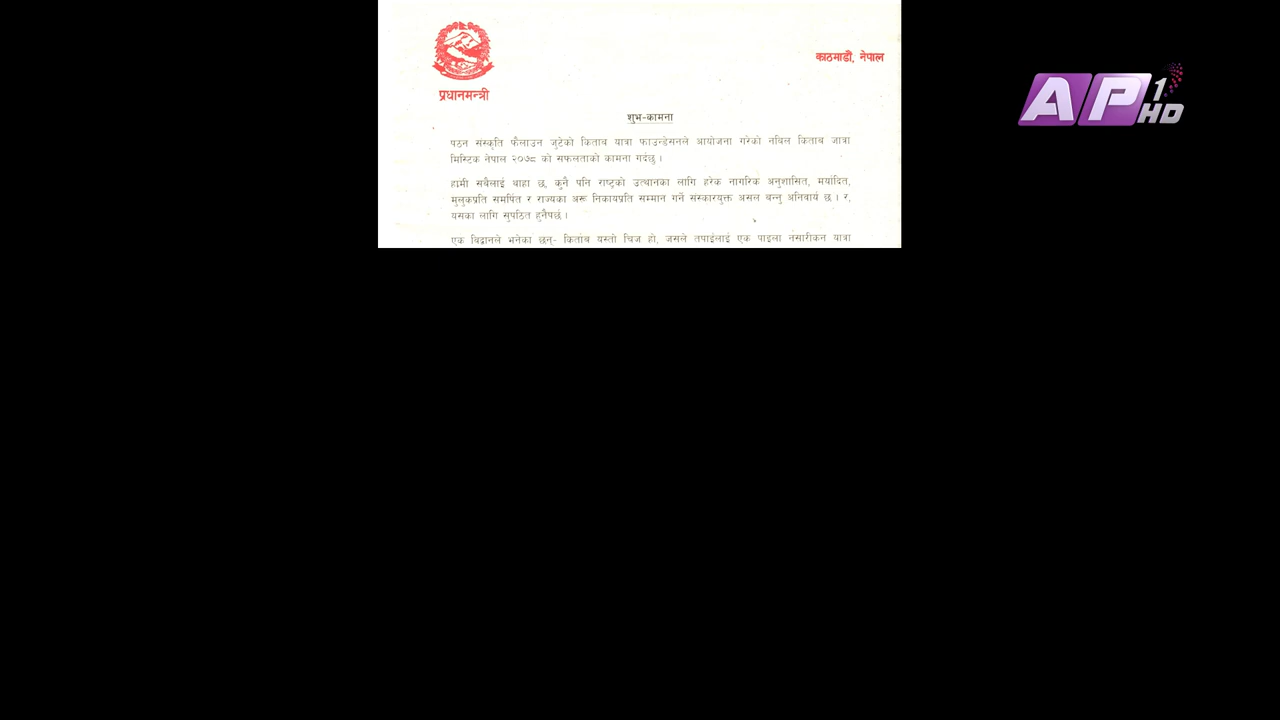 काठमाडौं, नेपाल
प्रधानमन्त्री
AP1 HD
शुभ-कामना
पठन संस्कृति फैलाउन जुटेको किताब यात्रा फाउन्डेसनले आयोजना गरेको नविल किताब जात्रा
मिस्टिक नेपाल २०७८ को सफलताको कामना गर्दछु ।
हामी सबैलाई थाहा छ, कुनै पनि राष्ट्रको उत्थानका लागि हरेक नागरिक अनुशासित, मर्यादित,
मुलुकप्रति समर्पित र राज्यका अरू निकायप्रति सम्मान गर्ने संस्कारयुक्त असल बन्नु अनिवार्य छ । र,
यसका लागि सुपठित हुनैपर्छ ।
एक विद्वानले भनेका छन्- किताब यस्तो चिज हो, जसले तपाईंलाई एक पाइला नसारीकन यात्रा